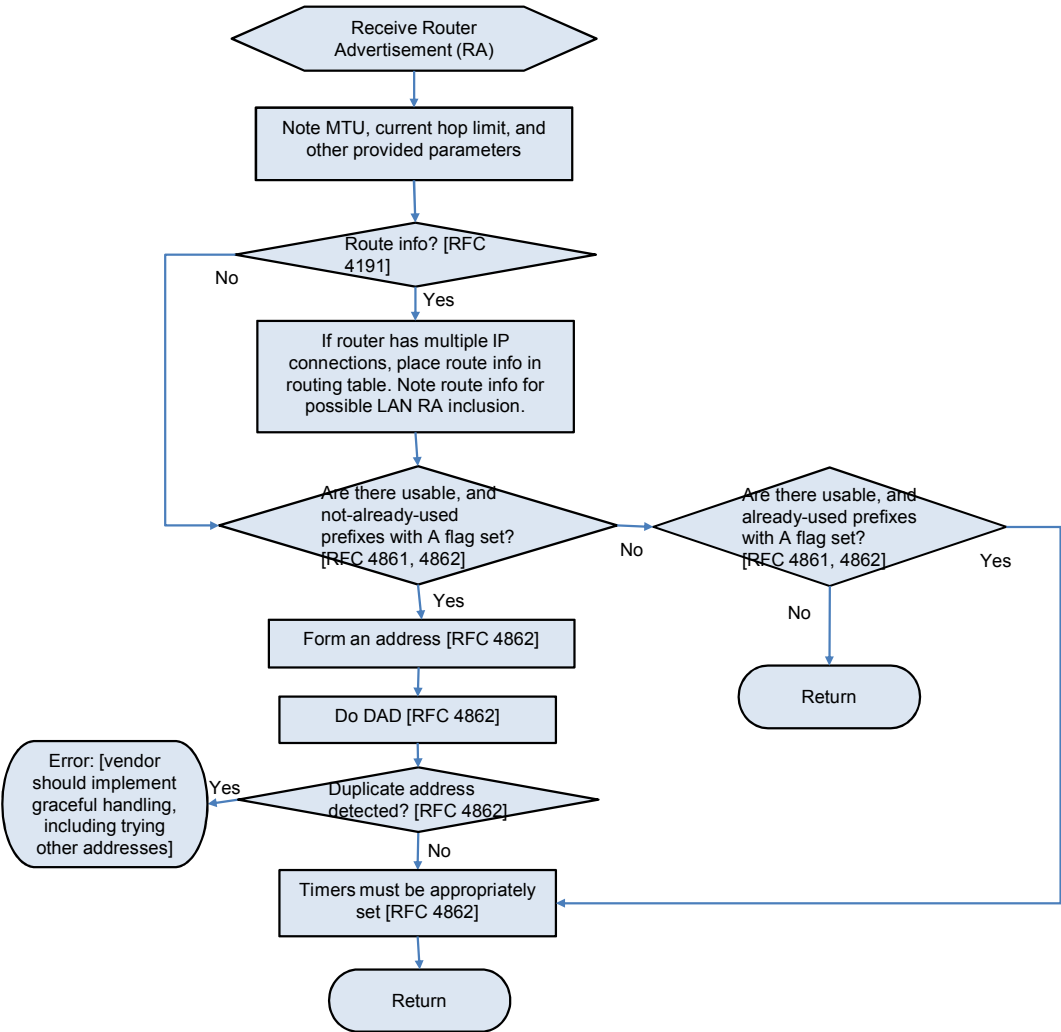 Receive Router
Advertisement (RA)
Note MTU, current hop limit, and
other provided parameters
Route info? [RFC
4191]
No
Yes
If router has multiple IP
connections, place route info in
routing table. Note route info for
possible LAN RA inclusion.
Are there usable, and
not-already-used
prefixes with A flag set?
[RFC 4861, 4862]
No
Are there usable, and
already-used prefixes
with A flag set?
[RFC 4861, 4862]
Yes
Yes
No
Form an address [RFC 4862]
Return
Do DAD [RFC 4862]
Error: [vendor
should implement
graceful handling,
including trying
other addresses]
Yes
Duplicate address
detected? [RFC 4862]
No
Timers must be appropriately
set [RFC 4862]
Return